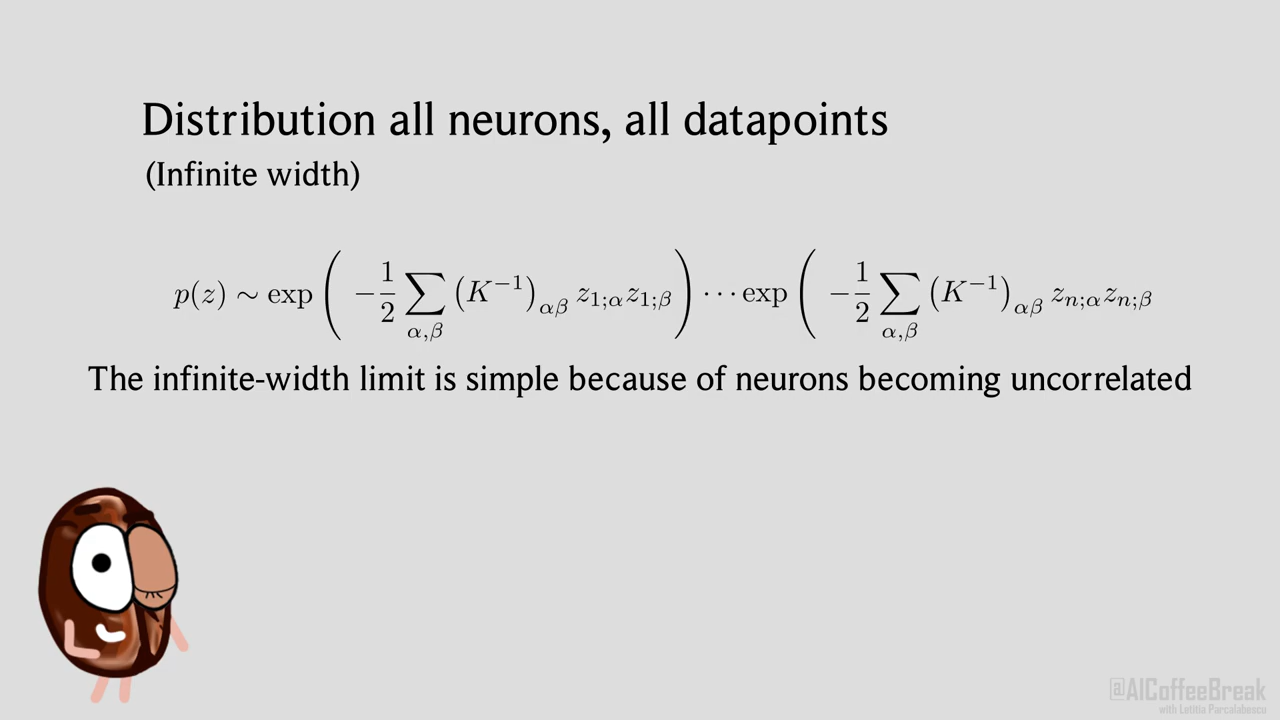 Distribution all neurons, all datapoints
(Infinite width)
p(z) ∼ exp ( −1/2 ∑_{α,β} (K⁻¹)_{αβ} z_{1;α} z_{1;β} ) ⋯ exp ( −1/2 ∑_{α,β} (K⁻¹)_{αβ} z_{n;α} z_{n;β}
The infinite-width limit is simple because of neurons becoming uncorrelated
@AICoffeeBreak
with Letitia Parcalabescu